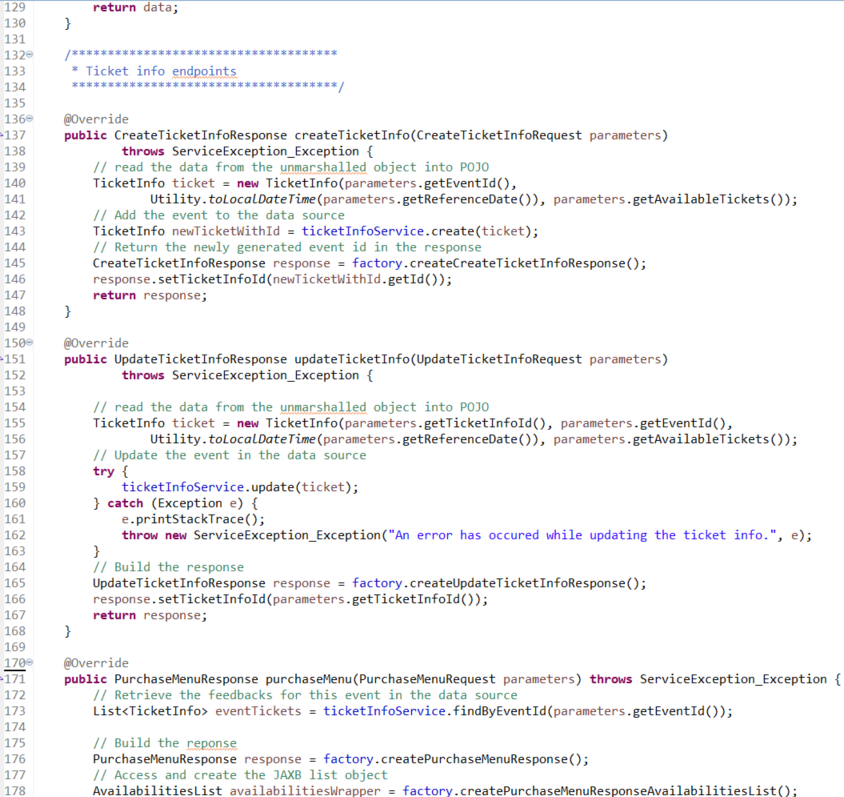 129 return data;
130 }
131
132 /*************************************
133 * Ticket info endpoints
134 *************************************/
135
136 @Override
137 public CreateTicketInfoResponse createTicketInfo(CreateTicketInfoRequest parameters)
138 throws ServiceException_Exception {
139 // read the data from the unmarshalled object into POJO
140 TicketInfo ticket = new TicketInfo(parameters.getEventId(),
141 Utility.toLocalDateTime(parameters.getReferenceDate()), parameters.getAvailableTickets());
142 // Add the event to the data source
143 TicketInfo newTicketWithId = ticketInfoService.create(ticket);
144 // Return the newly generated event id in the response
145 CreateTicketInfoResponse response = factory.createCreateTicketInfoResponse();
146 response.setTicketInfoId(newTicketWithId.getId());
147 return response;
148 }
149
150 @Override
151 public UpdateTicketInfoResponse updateTicketInfo(UpdateTicketInfoRequest parameters)
152 throws ServiceException_Exception {
153
154 // read the data from the unmarshalled object into POJO
155 TicketInfo ticket = new TicketInfo(parameters.getTicketInfoId(), parameters.getEventId(),
156 Utility.toLocalDateTime(parameters.getReferenceDate()), parameters.getAvailableTickets());
157 // Update the event in the data source
158 try {
159 ticketInfoService.update(ticket);
160 } catch (Exception e) {
161 e.printStackTrace();
162 throw new ServiceException_Exception("An error has occured while updating the ticket info.", e);
163 }
164 // Build the response
165 UpdateTicketInfoResponse response = factory.createUpdateTicketInfoResponse();
166 response.setTicketInfoId(parameters.getTicketInfoId());
167 return response;
168 }
169
170 @Override
171 public PurchaseMenuResponse purchaseMenu(PurchaseMenuRequest parameters) throws ServiceException_Exception {
172 // Retrieve the feedbacks for this event in the data source
173 List<TicketInfo> eventTickets = ticketInfoService.findByEventId(parameters.getEventId());
174
175 // Build the reponse
176 PurchaseMenuResponse response = factory.createPurchaseMenuResponse();
177 // Access and create the JAXB list object
178 AvailabilitiesList availabilitiesWrapper = factory.createPurchaseMenuResponseAvailabilitiesList();